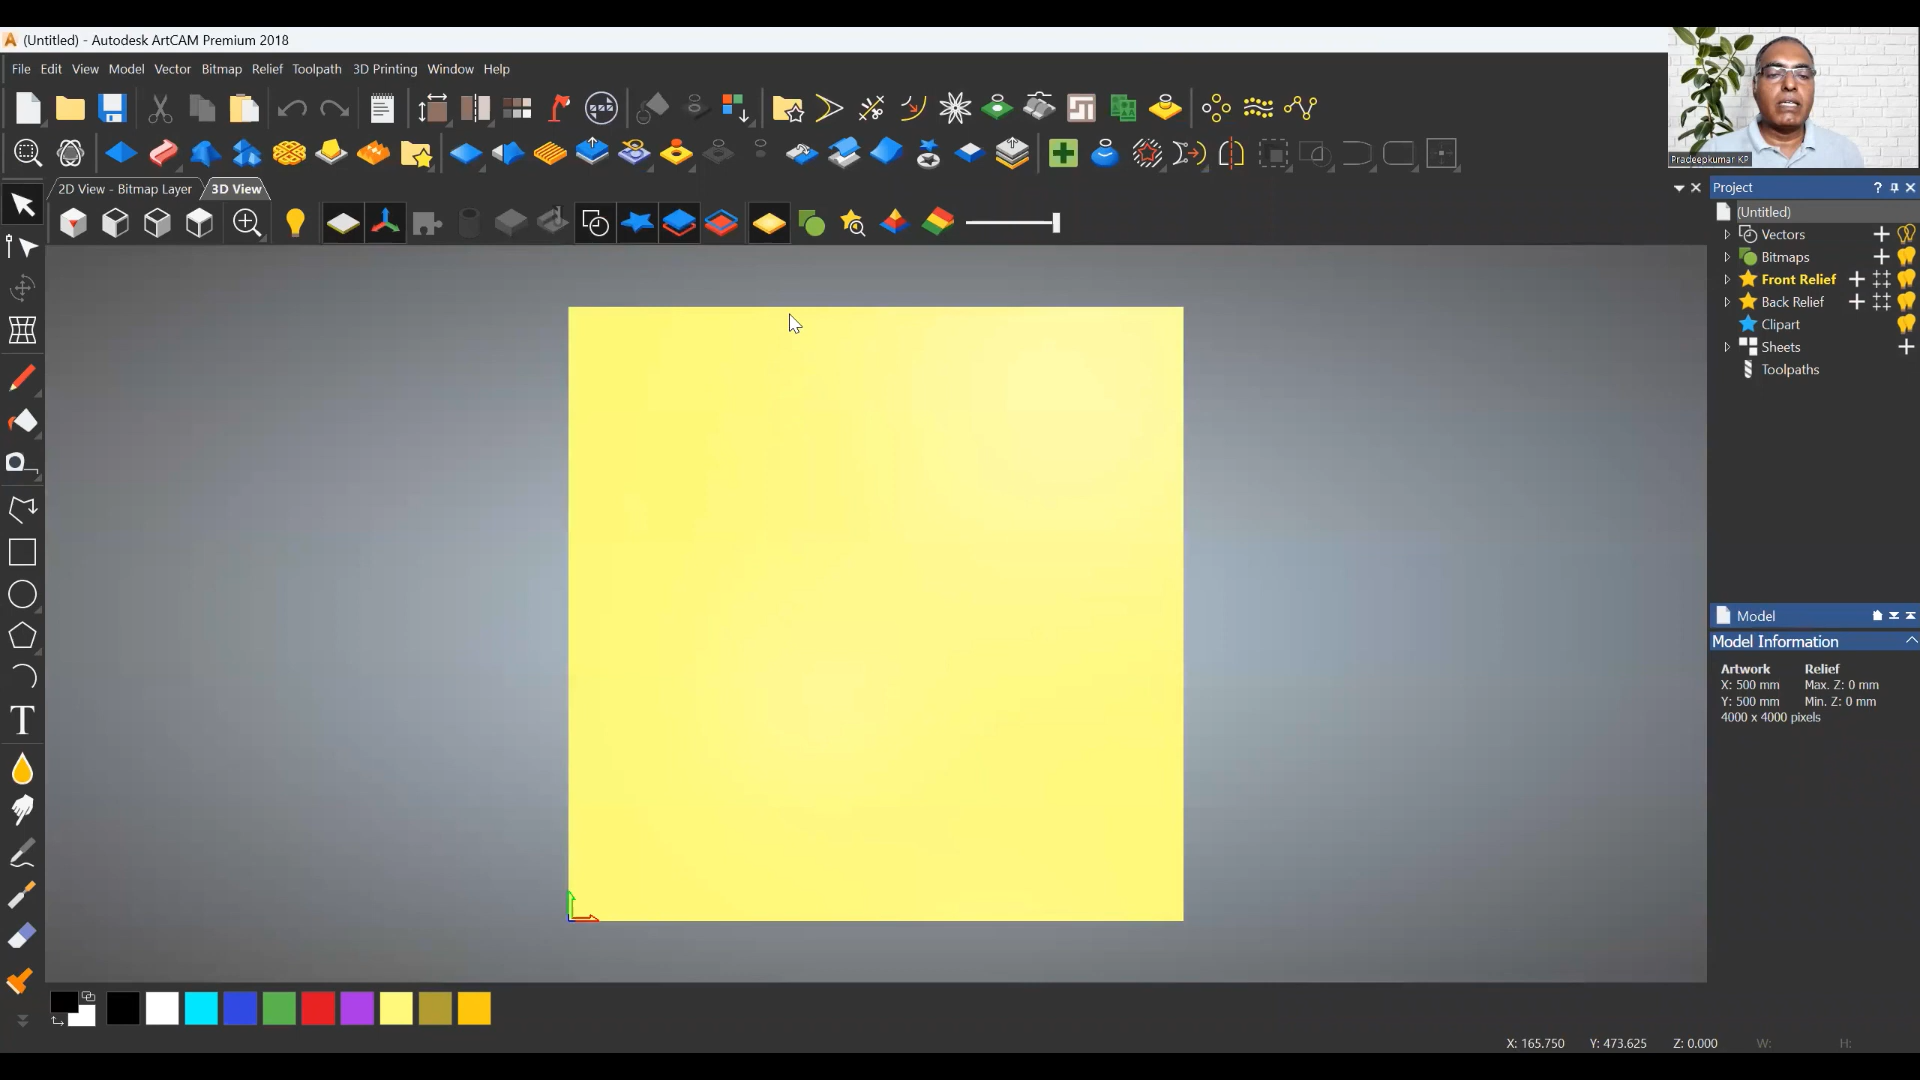 (Untitled) - Autodesk ArtCAM Premium 2018
File Edit View Model Vector Bitmap Relief Toolpath 3D Printing Window Help
Pradeepkumar KP
2D View - Bitmap Layer 3D View
Project
(Untitled)
Vectors
Bitmaps
Front Relief
Back Relief
Clipart
Sheets
Toolpaths
Model
Model Information
Artwork Relief
X: 500 mm Max. Z: 0 mm
Y: 500 mm Min. Z: 0 mm
4000 x 4000 pixels
T
X: 165.750 Y: 473.625 Z: 0.000 W: H: